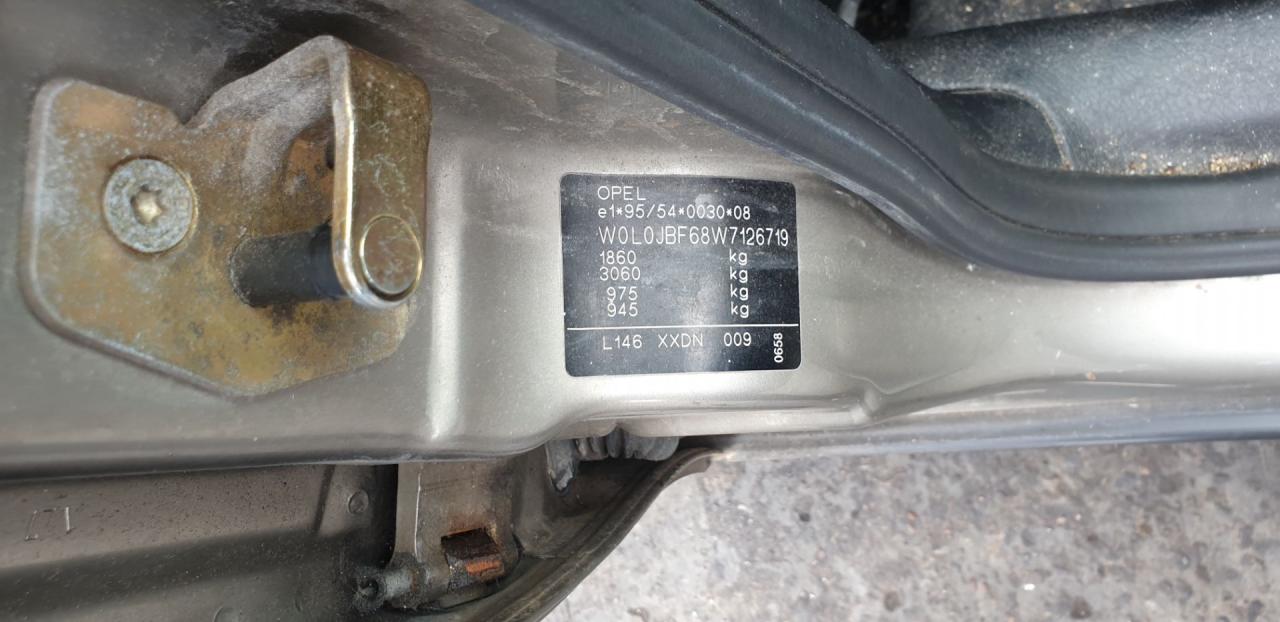 OPEL
e1*95/54*0030*08
W0L0JBF68W7126719
1860 kg
3060 kg
975 kg
945 kg
L146 XXDN 009
0658